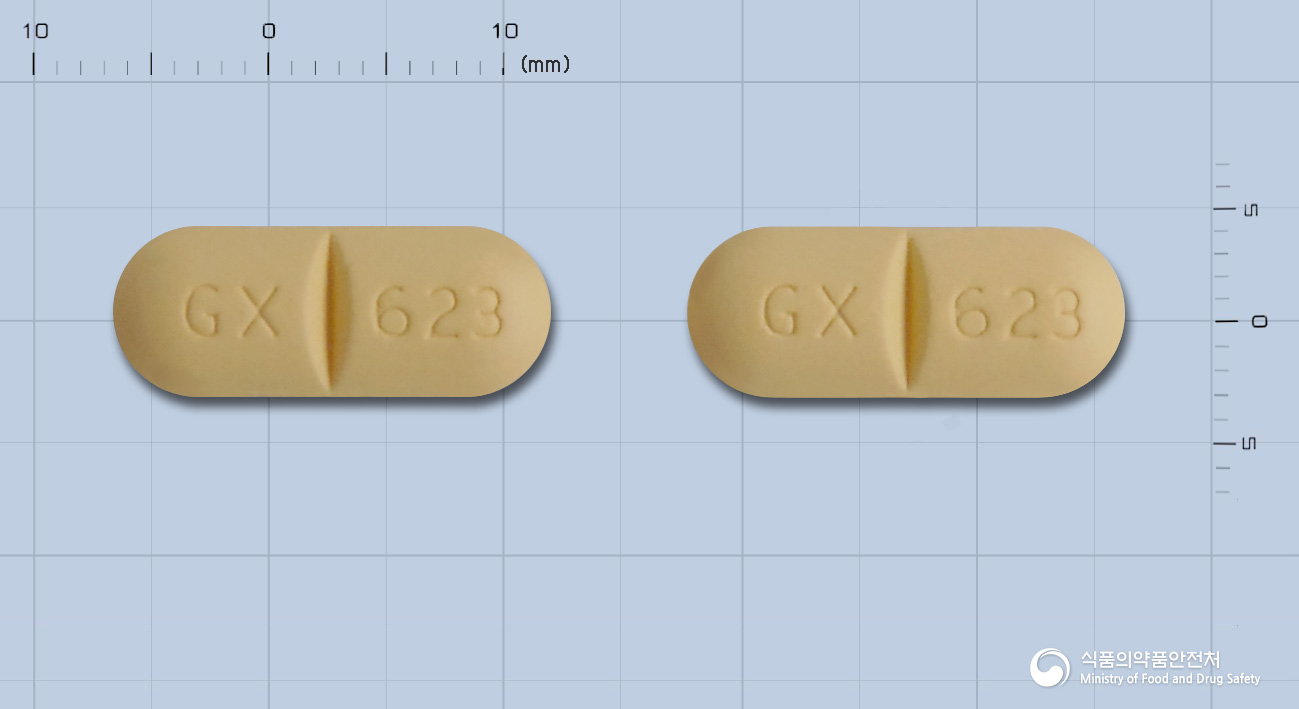 10 0 10 (mm)
5
GX 623
GX 623
0
5
식품의약품안전처
Ministry of Food and Drug Safety